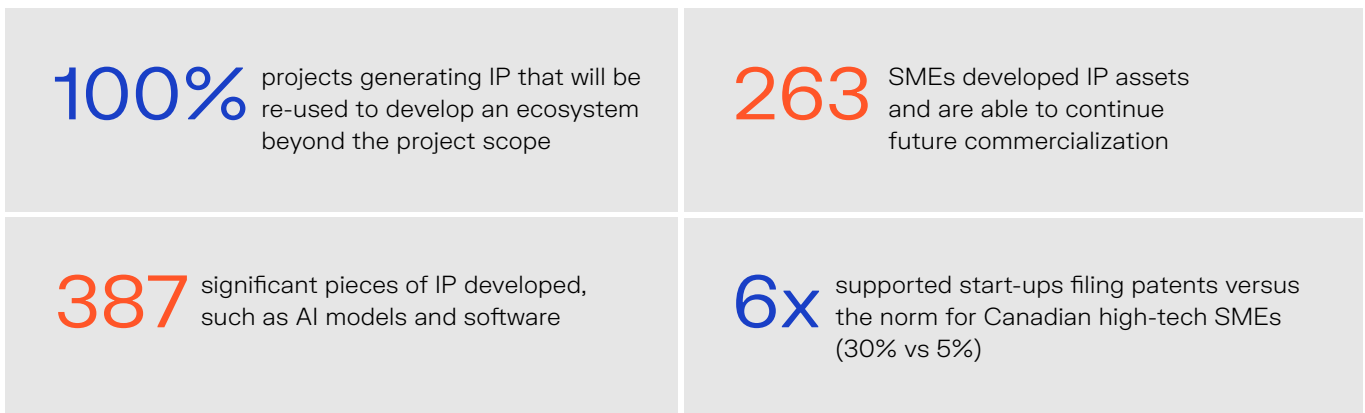 100%
projects generating IP that will be
re-used to develop an ecosystem
beyond the project scope
263
SMEs developed IP assets
and are able to continue
future commercialization
387
significant pieces of IP developed,
such as AI models and software
6x
supported start-ups filing patents versus
the norm for Canadian high-tech SMEs
(30% vs 5%)